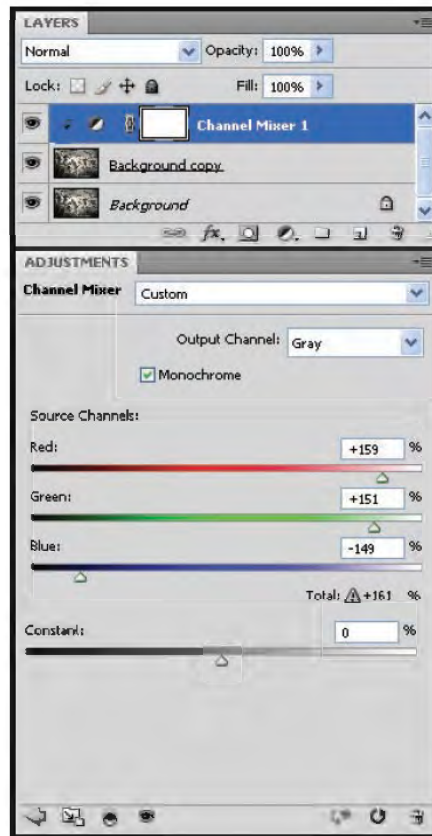 LAYERS
Normal Opacity: 100%
Lock: Fill: 100%
Channel Mixer 1
Background copy
Background
fx.
ADJUSTMENTS
Channel Mixer Custom
Output Channel: Gray
Monochrome
Source Channels:
Red: +159 %
Green: +151 %
Blue: -149 %
Total: +161 %
Constant: 0 %